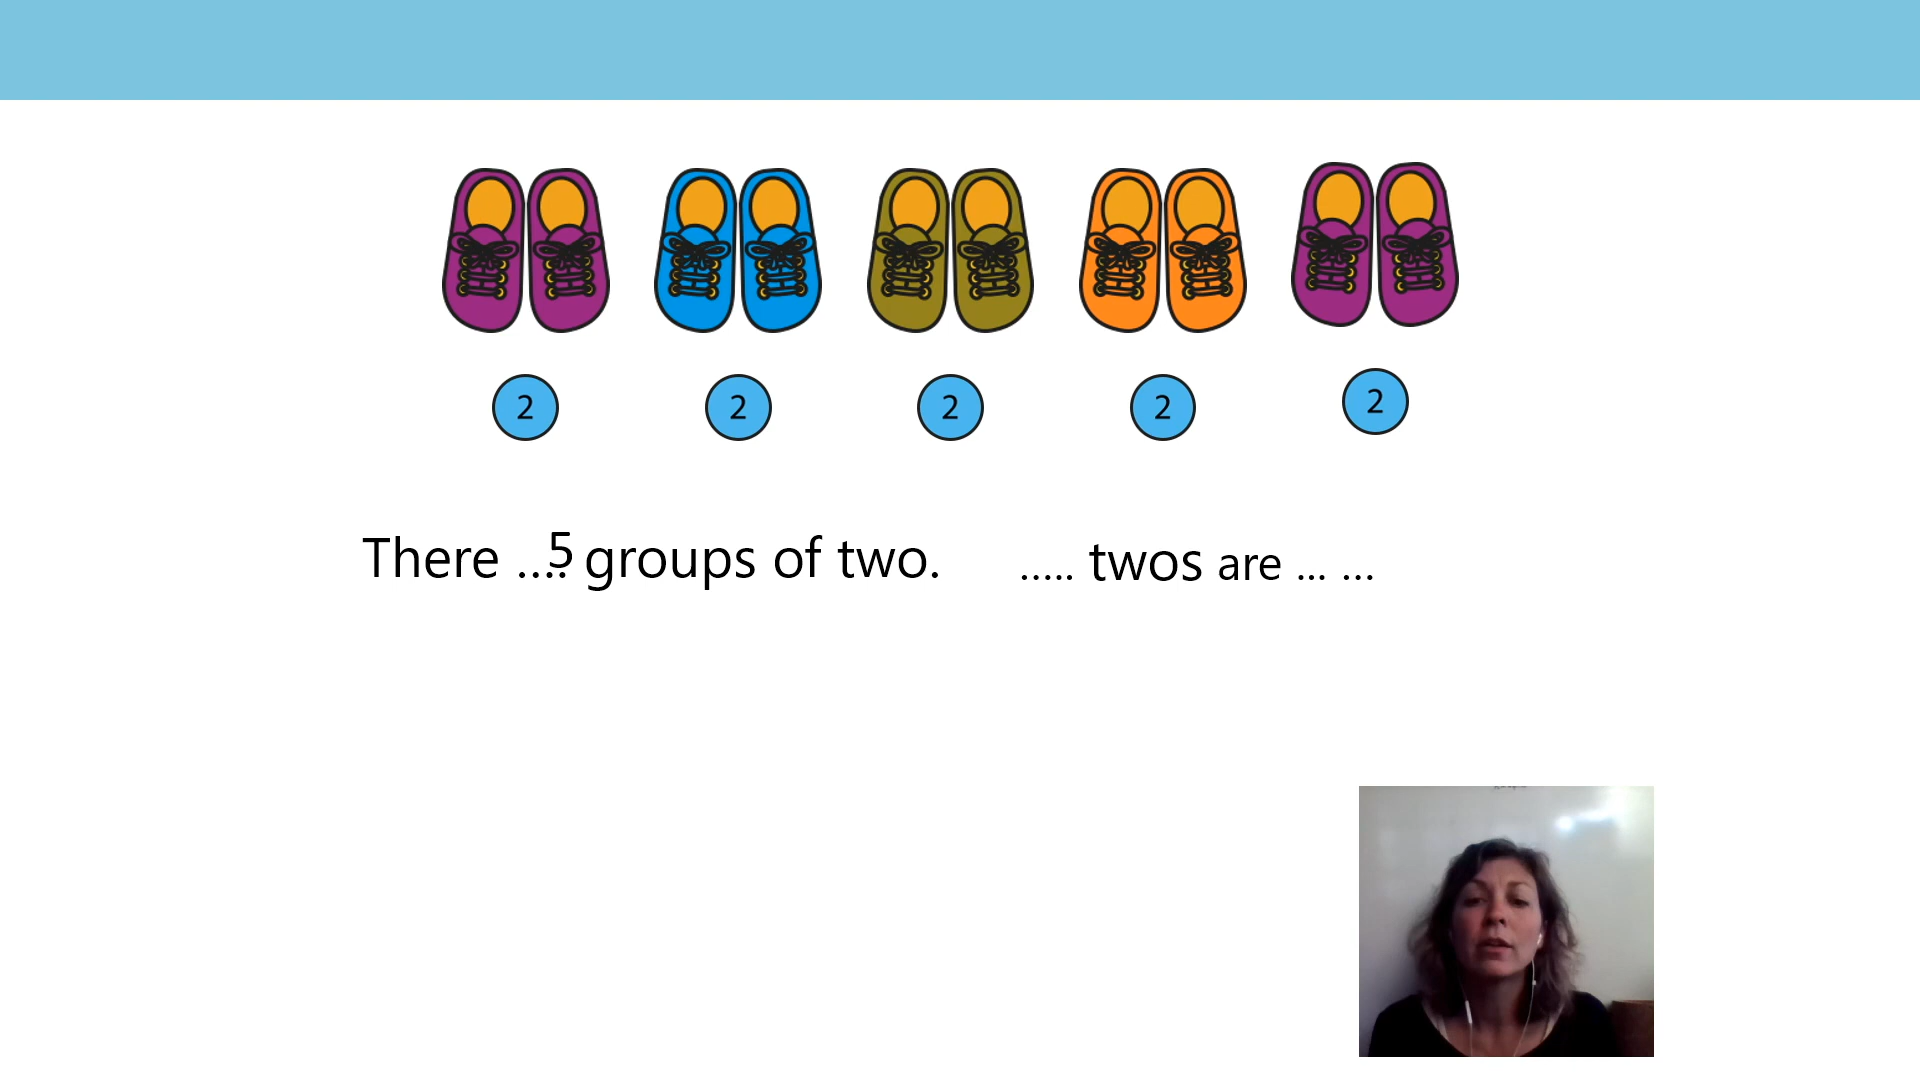 2 2 2 2 2
There ....5 groups of two. ..... twos are ... ...